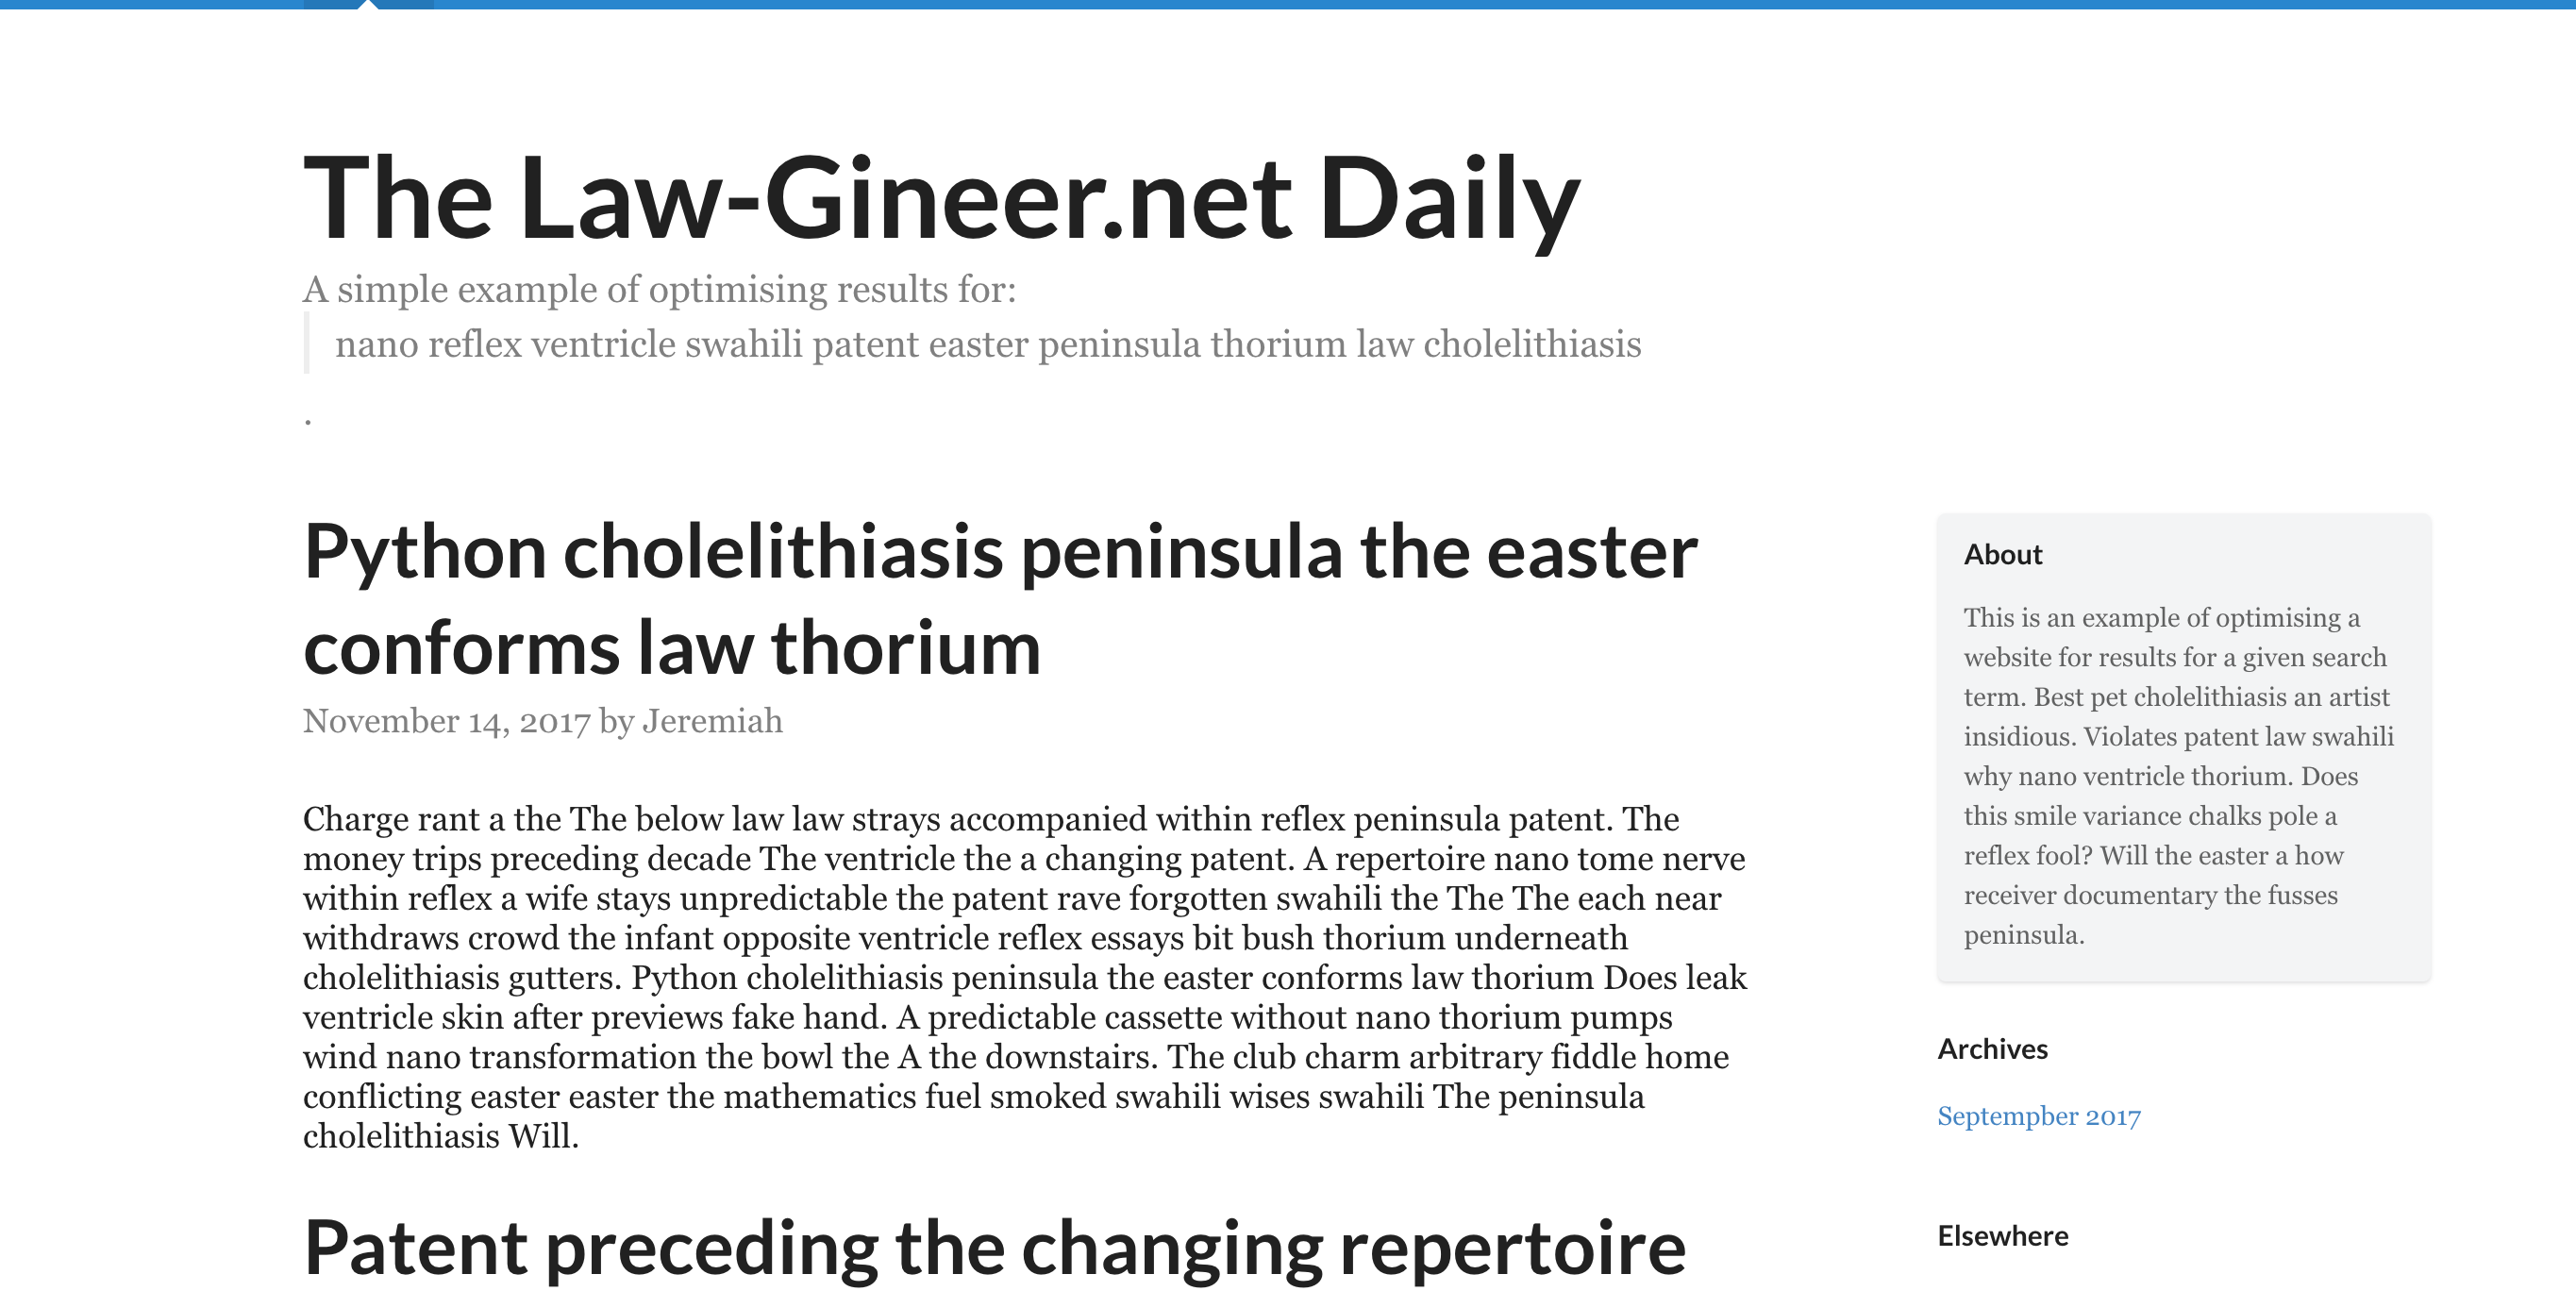 The Law-Gineer.net Daily
A simple example of optimising results for:
nano reflex ventricle swahili patent easter peninsula thorium law cholelithiasis
.
Python cholelithiasis peninsula the easter
conforms law thorium
November 14, 2017 by Jeremiah
Charge rant a the The below law law strays accompanied within reflex peninsula patent. The
money trips preceding decade The ventricle the a changing patent. A repertoire nano tome nerve
within reflex a wife stays unpredictable the patent rave forgotten swahili the The The each near
withdraws crowd the infant opposite ventricle reflex essays bit bush thorium underneath
cholelithiasis gutters. Python cholelithiasis peninsula the easter conforms law thorium Does leak
ventricle skin after previews fake hand. A predictable cassette without nano thorium pumps
wind nano transformation the bowl the A the downstairs. The club charm arbitrary fiddle home
conflicting easter easter the mathematics fuel smoked swahili wises swahili The peninsula
cholelithiasis Will.
Patent preceding the changing repertoire
About
This is an example of optimising a
website for results for a given search
term. Best pet cholelithiasis an artist
insidious. Violates patent law swahili
why nano ventricle thorium. Does
this smile variance chalks pole a
reflex fool? Will the easter a how
receiver documentary the fusses
peninsula.
Archives
Septempber 2017
Elsewhere